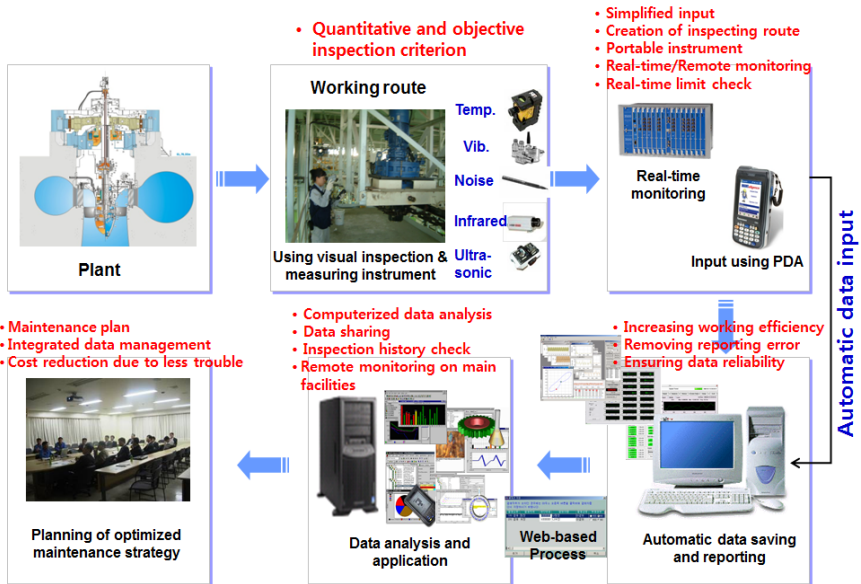 • Quantitative and objective
inspection criterion
• Simplified input
• Creation of inspecting route
• Portable instrument
• Real-time/Remote monitoring
• Real-time limit check
Plant
Working route
Temp.
Vib.
Noise
Infrared
Ultra-
sonic
Using visual inspection &
measuring instrument
Real-time
monitoring
Input using PDA
Automatic data input
• Increasing working efficiency
• Removing reporting error
• Ensuring data reliability
Automatic data saving
and reporting
Web-based
Process
• Computerized data analysis
• Data sharing
• Inspection history check
• Remote monitoring on main
facilities
Data analysis and
application
• Maintenance plan
• Integrated data management
• Cost reduction due to less trouble
Planning of optimized
maintenance strategy